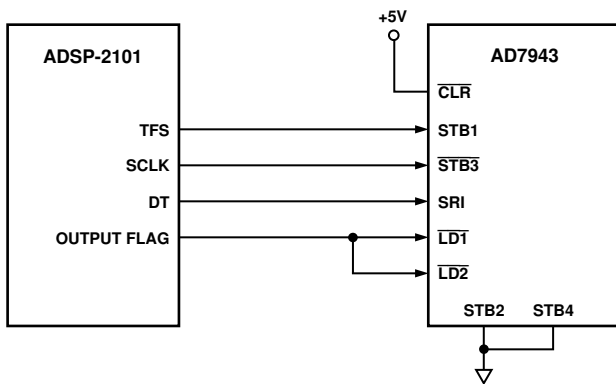 +5V
ADSP-2101
AD7943
CLR
TFS
STB1
SCLK
STB3
DT
SRI
OUTPUT FLAG
LD1
LD2
STB2 STB4